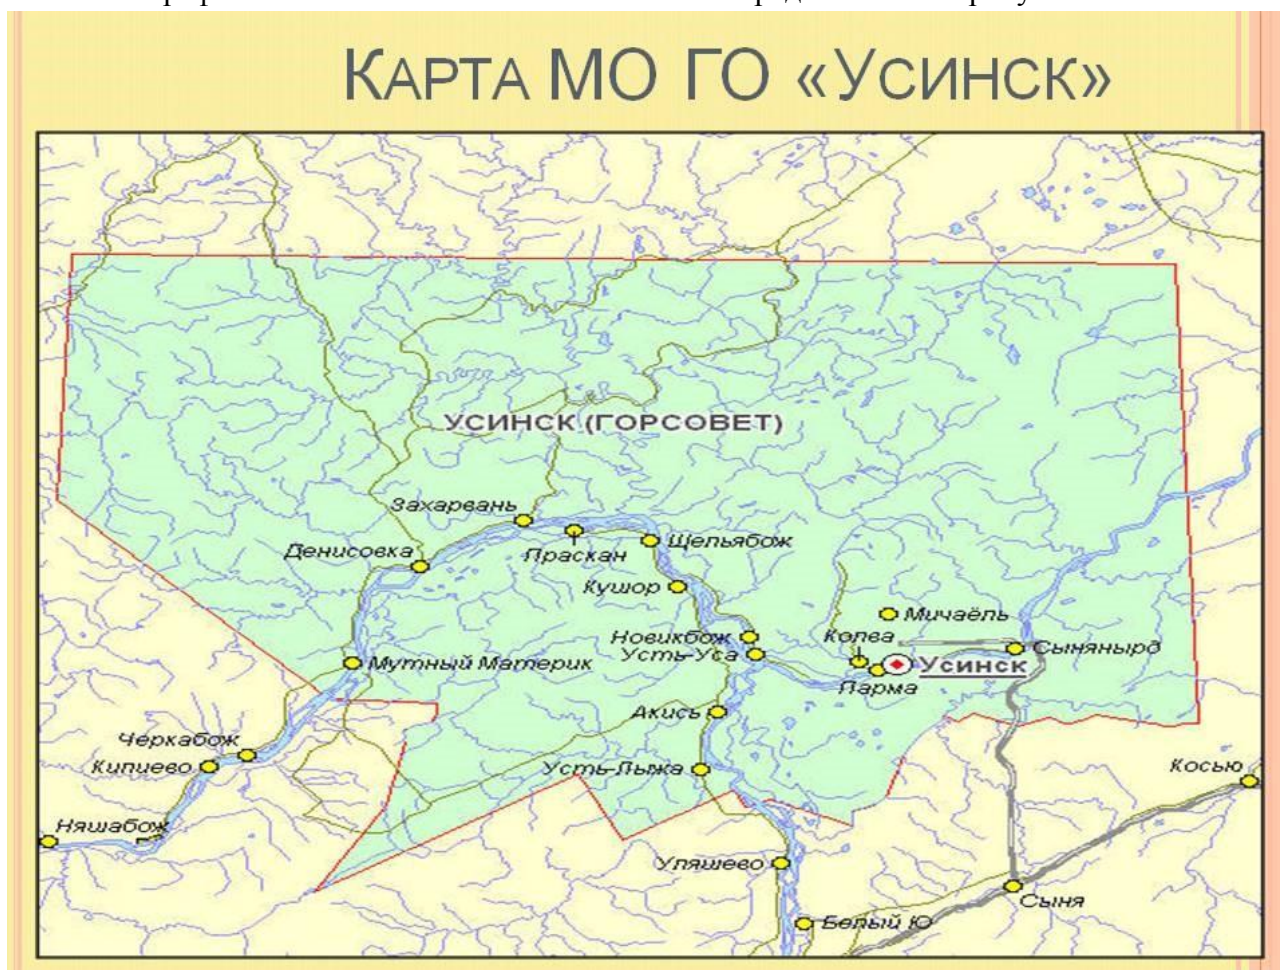 КАРТА МО ГО «УСИНСК»
УСИНСК (ГОРСОВЕТ)
Захарвань
Денисовка
Праскан
Щельябож
Кушор
Мичаёль
Новикбож
Колва
Усть-Уса
Сынянырд
Мутный Материк
Усинск
Парма
Акись
Черкабож
Кипиево
Усть-Лыжа
Косью
Няшабож
Уляшево
Сыня
Белый Ю